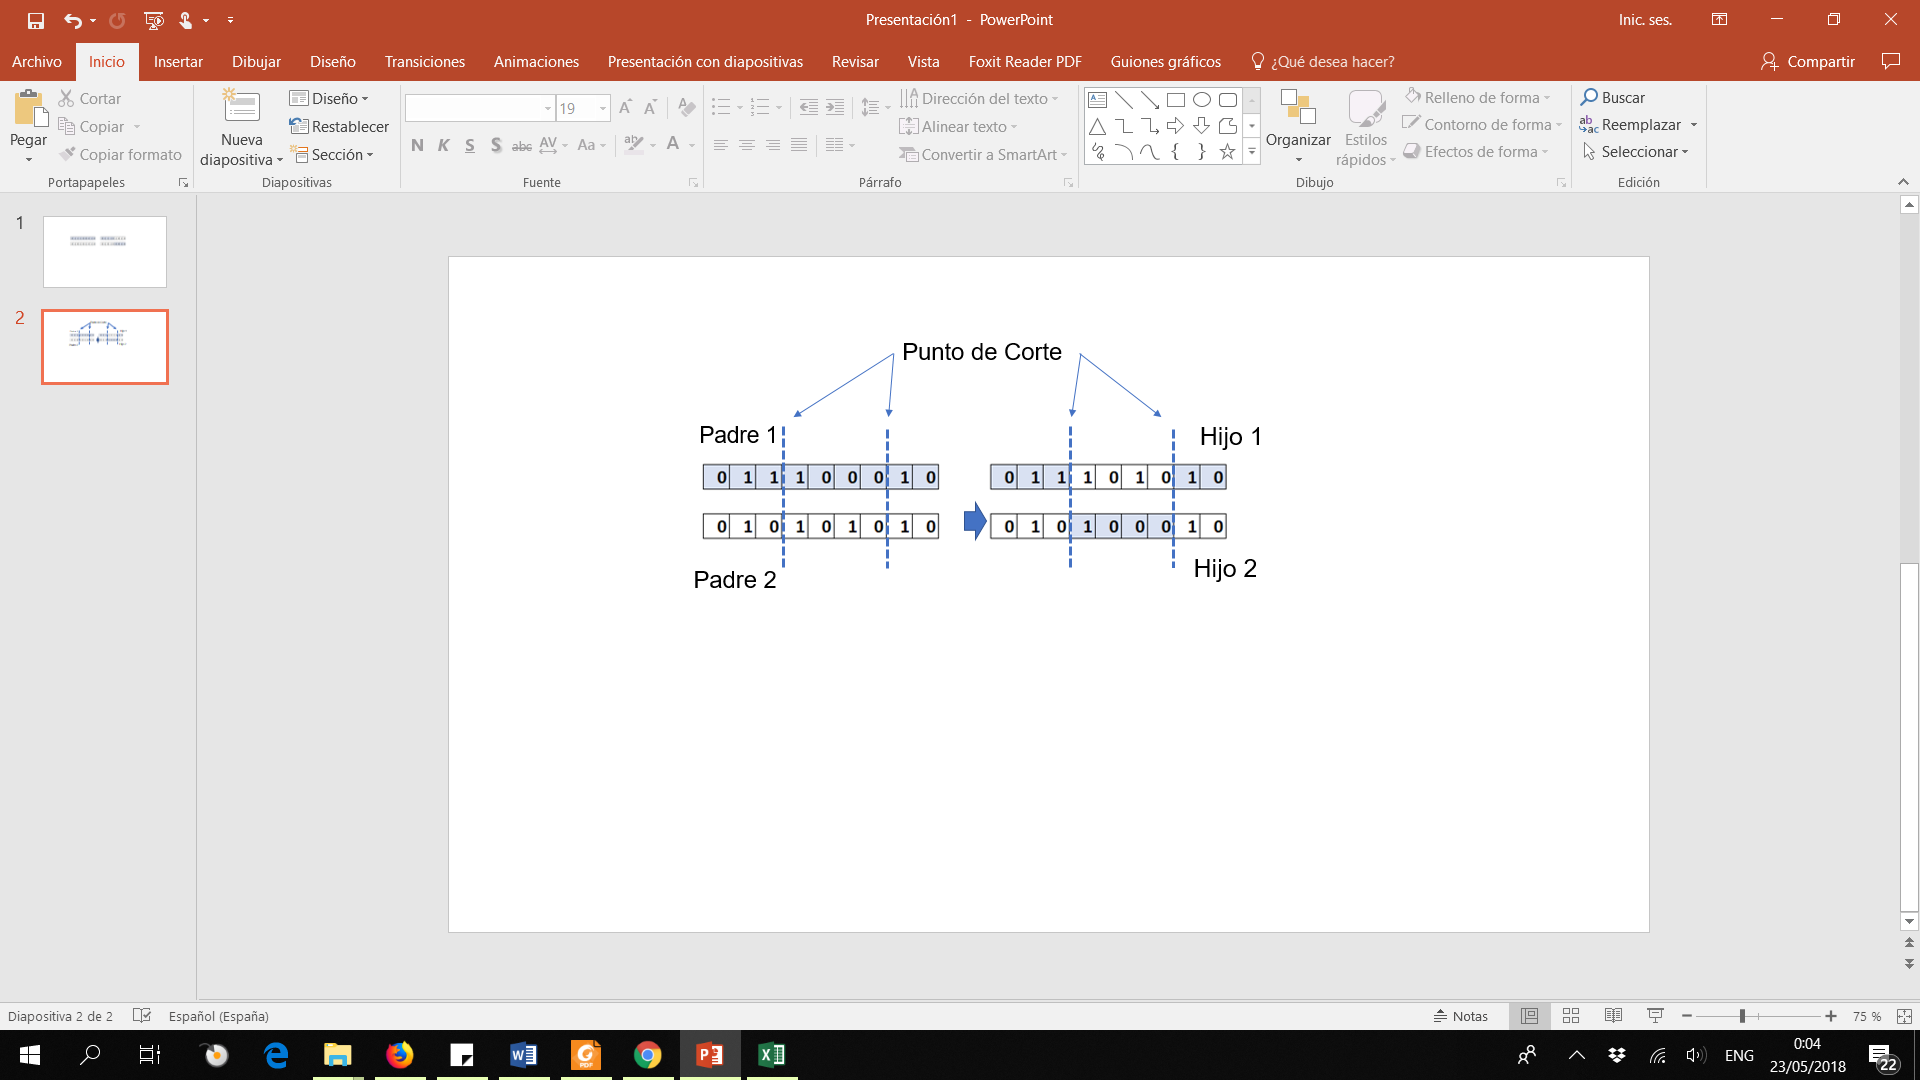 Presentación1 - PowerPoint
Inic. ses.
Archivo Inicio Insertar Dibujar Diseño Transiciones Animaciones Presentación con diapositivas Revisar Vista Foxit Reader PDF Guiones gráficos ¿Qué desea hacer? Compartir
Pegar
Cortar
Copiar
Copiar formato
Portapapeles
Nueva diapositiva
Diseño
Restablecer
Sección
Diapositivas
19
N K S S abc AV Aa ab A
Fuente
Dirección del texto
Alinear texto
Convertir a SmartArt
Párrafo
Organizar
Estilos rápidos
Relleno de forma
Contorno de forma
Efectos de forma
Dibujo
Buscar
Reemplazar
Seleccionar
Edición
1
2
Punto de Corte
Padre 1
Hijo 1
0 1 1 1 0 0 0 1 0
0 1 1 1 0 1 0 1 0
0 1 0 1 0 1 0 1 0
0 1 0 1 0 0 0 1 0
Padre 2
Hijo 2
Diapositiva 2 de 2 Español (España) Notas 75 %
ENG
0:04
23/05/2018
22